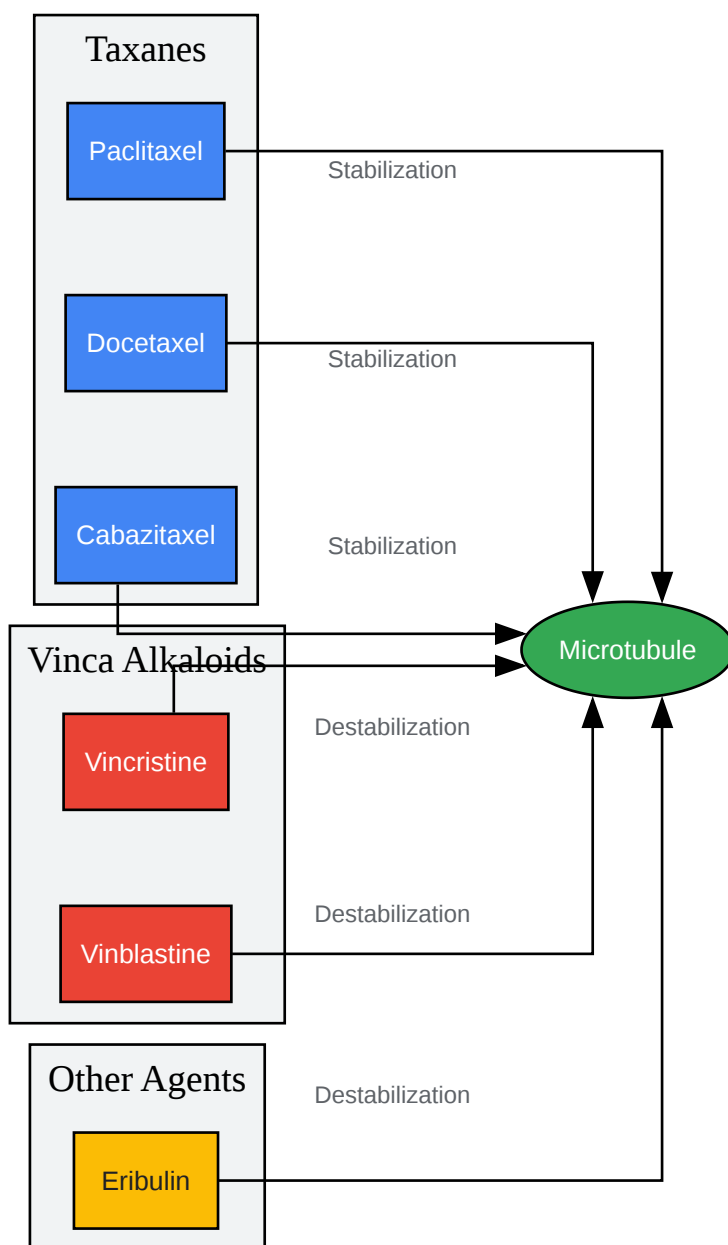 Taxanes
Paclitaxel
Stabilization
Docetaxel
Stabilization
Cabazitaxel
Stabilization
Microtubule
Vinca Alkaloids
Vincristine
Destabilization
Vinblastine
Destabilization
Other Agents
Destabilization
Eribulin